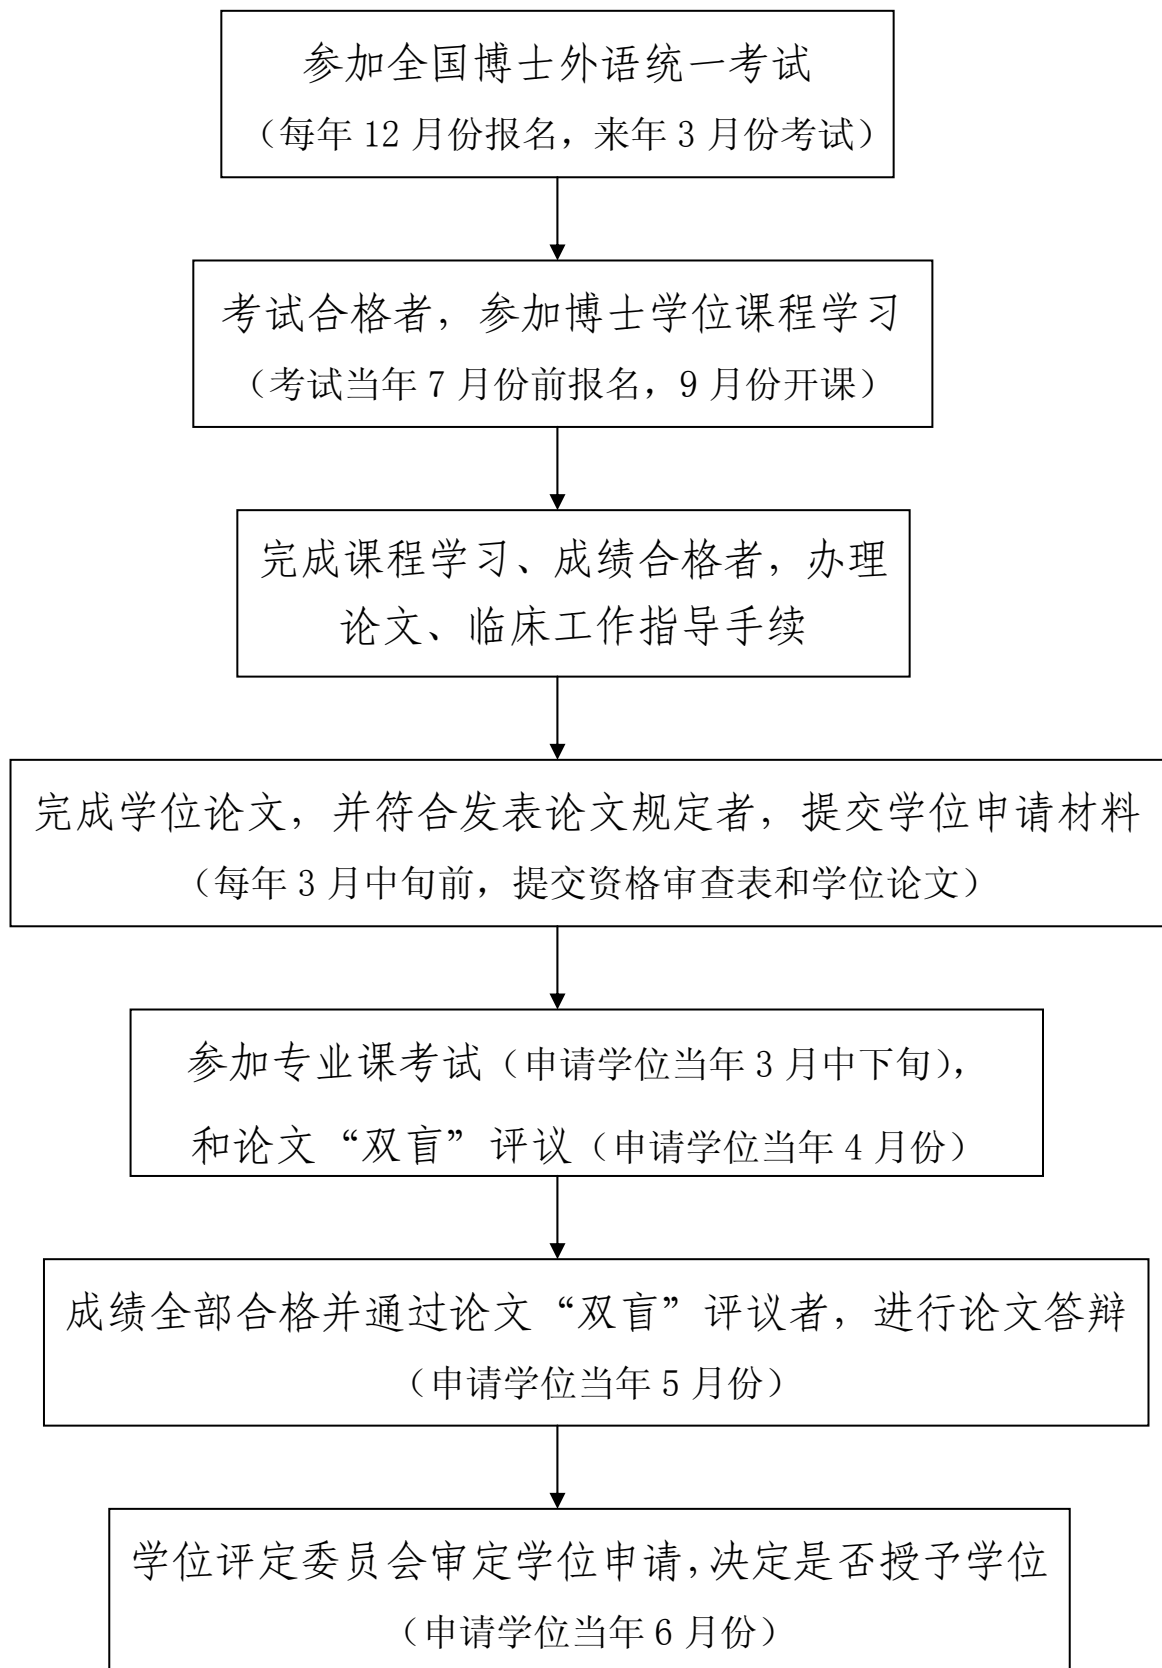 参加全国博士外语统一考试
（每年 12 月份报名，来年 3 月份考试）
考试合格者，参加博士学位课程学习
（考试当年 7 月份前报名，9 月份开课）
完成课程学习、成绩合格者，办理
论文、临床工作指导手续
完成学位论文，并符合发表论文规定者，提交学位申请材料
（每年 3 月中旬前，提交资格审查表和学位论文）
参加专业课考试（申请学位当年 3 月中下旬），
和论文“双盲”评议（申请学位当年 4 月份）
成绩全部合格并通过论文“双盲”评议者，进行论文答辩
（申请学位当年 5 月份）
学位评定委员会审定学位申请，决定是否授予学位
（申请学位当年 6 月份）